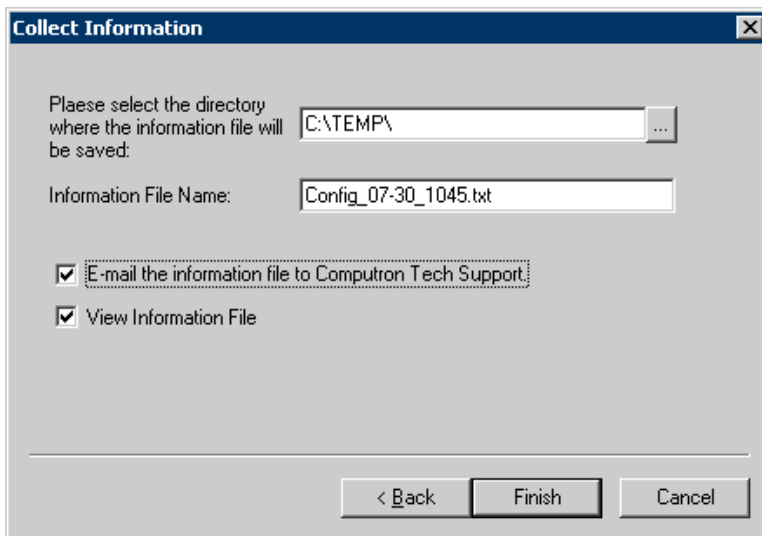 Collect Information
Plaese select the directory
where the information file will
be saved:
C:\TEMP\
...
Information File Name:
Config_07-30_1045.txt
E-mail the information file to Computron Tech Support.
View Information File
< Back
Finish
Cancel